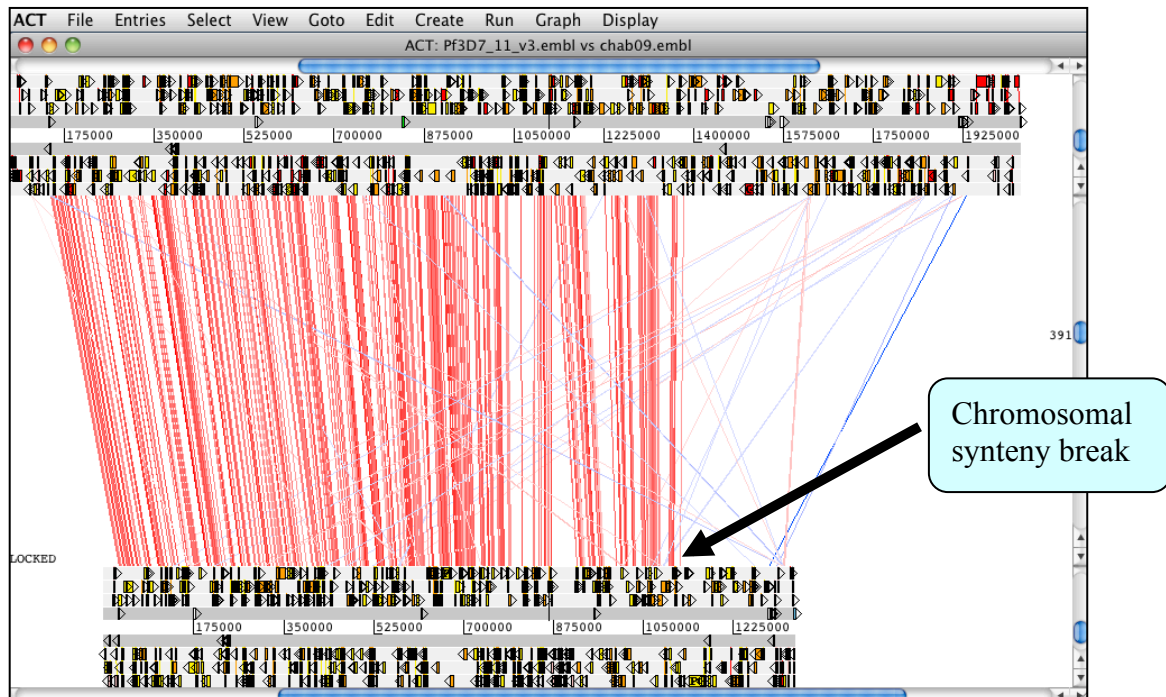 ACT File Entries Select View Goto Edit Create Run Graph Display
ACT: Pf3D7_11_v3.embl vs chab09.embl
175000 350000 525000 700000 875000 1050000 1225000 1400000 1575000 1750000 1925000
391
Chromosomal
synteny break
LOCKED
175000 350000 525000 700000 875000 1050000 1225000